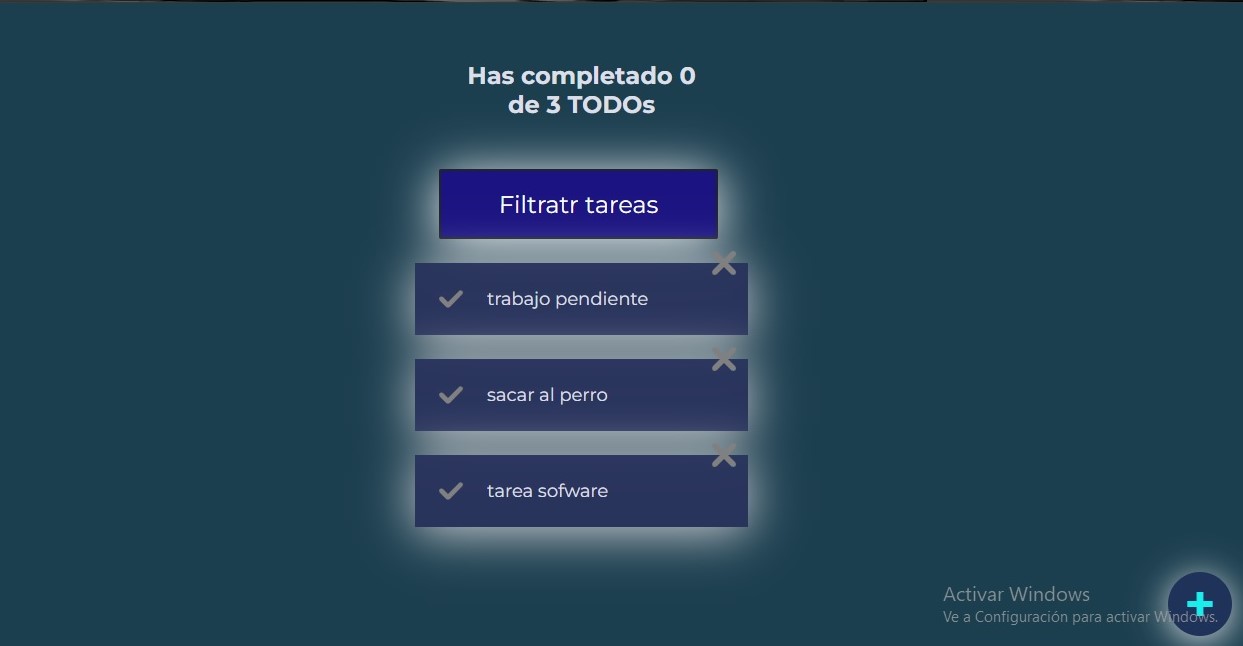 Has completado 0
de 3 TODOs
Filtratr tareas
trabajo pendiente
sacar al perro
tarea sofware
Activar Windows
Ve a Configuración para activar Windows.